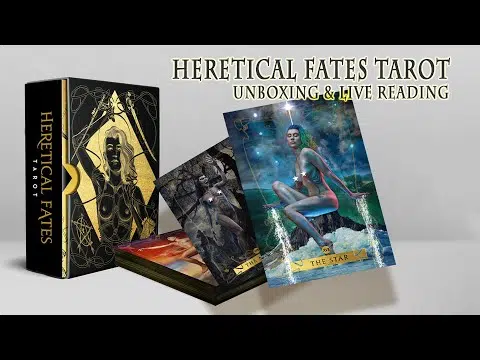 HERETICAL FATES TAROT
UNBOXING & LIVE READING
HERETICAL FATES
TAROT
THE STAR